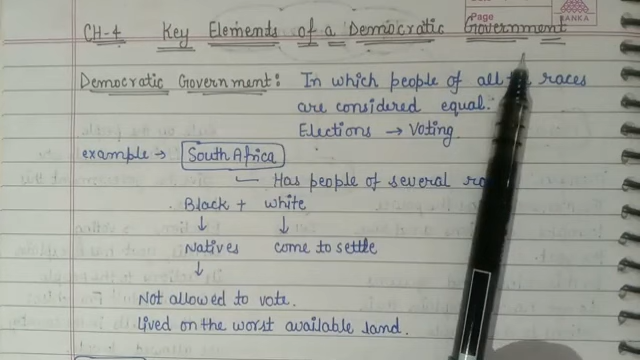 Page
RANKA
CH-4 Key Elements of a Democratic Government
Democratic Government: In which people of all races
are considered equal.
Elections → Voting
example → South Africa
Has people of several
Black + white
↓ ↓
Natives come to settle
↓
Not allowed to vote.
Lived on the worst available land.